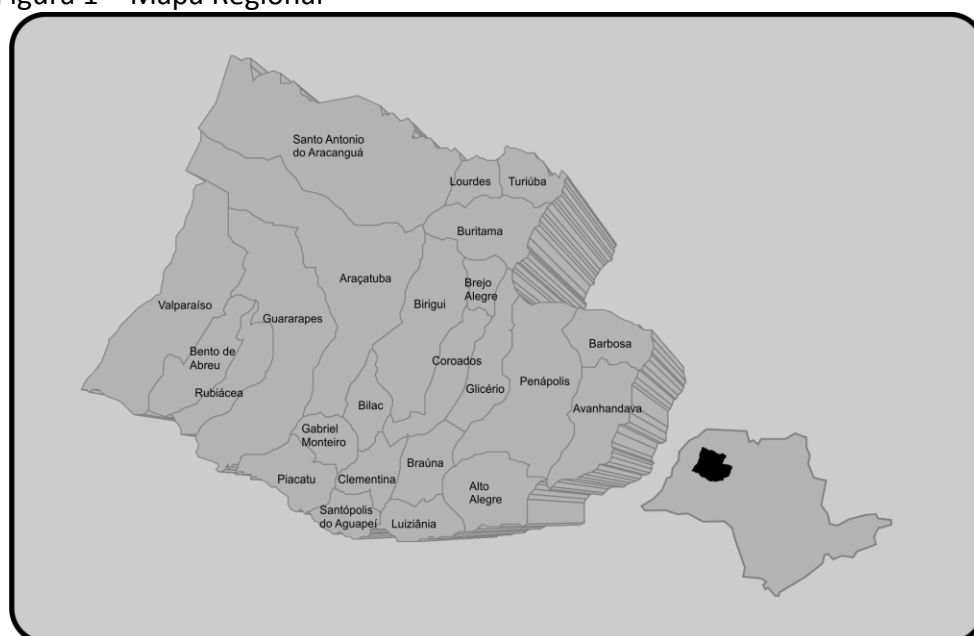 Figura 1 – Mapa Regional
Santo Antonio
do Aracanguá
Lourdes
Turiúba
Buritama
Araçatuba
Brejo
Alegre
Valparaíso
Birigui
Guararapes
Barbosa
Bento de
Abreu
Coroados
Rubiácea
Glicério
Penápolis
Bilac
Avanhandava
Gabriel
Monteiro
Braúna
Piacatu
Clementina
Alto
Alegre
Santópolis
do Aguapeí
Luiziânia